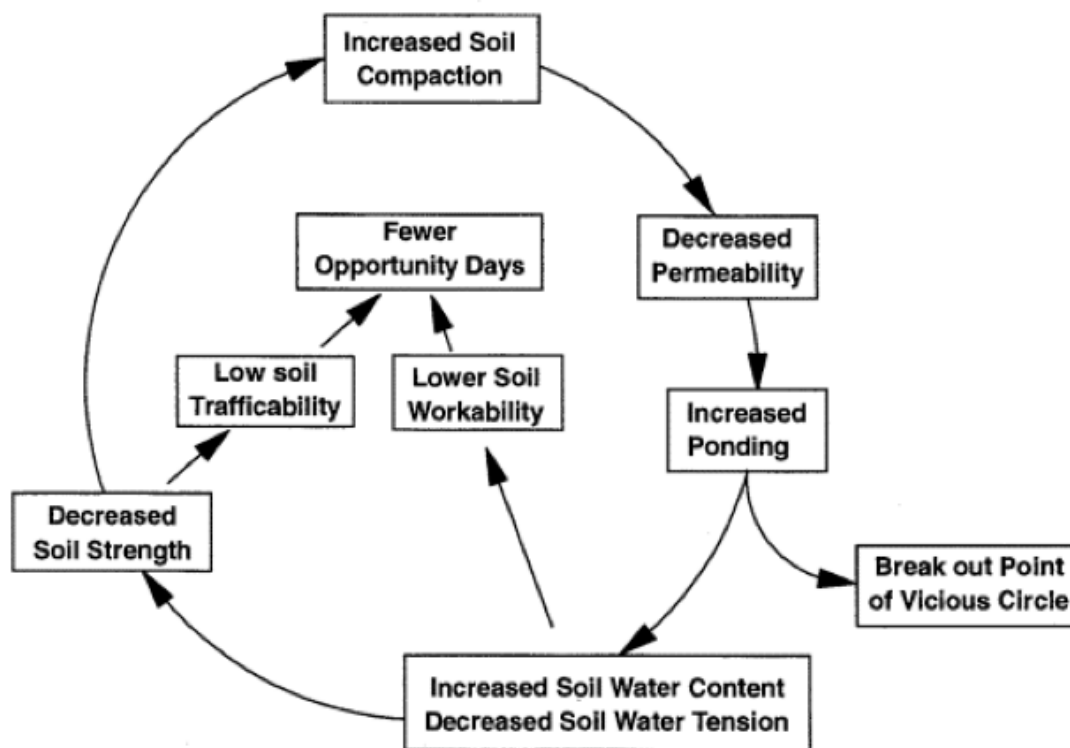 Increased Soil
Compaction
Decreased
Permeability
Fewer
Opportunity Days
Low soil
Trafficability
Lower Soil
Workability
Increased
Ponding
Decreased
Soil Strength
Break out Point
of Vicious Circle
Increased Soil Water Content
Decreased Soil Water Tension